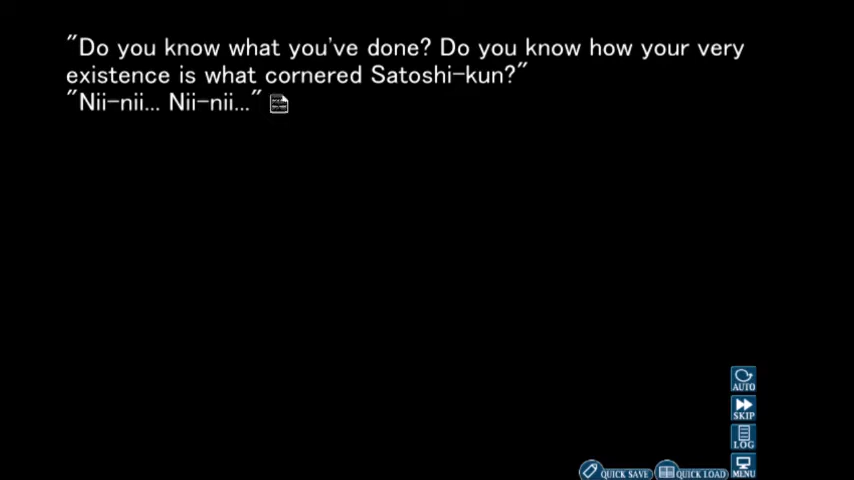 "Do you know what you've done? Do you know how your very
existence is what cornered Satoshi-kun?"
"Nii-nii... Nii-nii..."
AUTO
SKIP
LOG
MENU
QUICK SAVE
QUICK LOAD